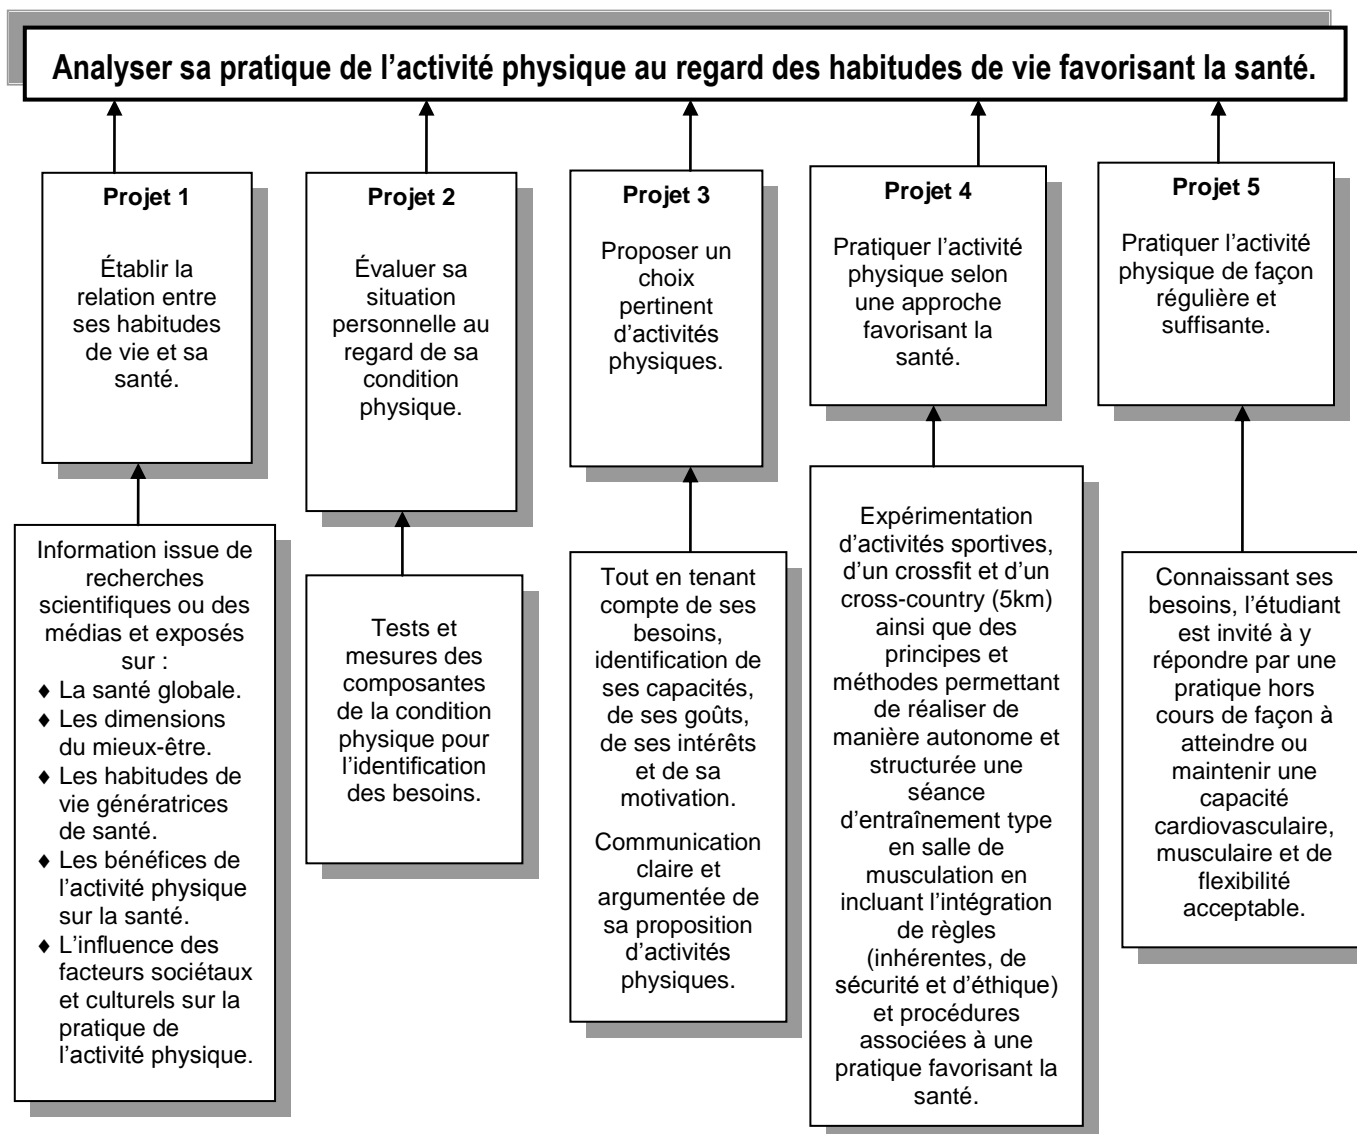 Analyser sa pratique de l’activité physique au regard des habitudes de vie favorisant la santé.
Projet 1
Établir la
relation entre
ses habitudes
de vie et sa
santé.
Information issue de
recherches
scientifiques ou des
médias et exposés
sur :
♦ La santé globale.
♦ Les dimensions
du mieux-être.
♦ Les habitudes de
vie génératrices
de santé.
♦ Les bénéfices de
l’activité physique
sur la santé.
♦ L’influence des
facteurs sociétaux
et culturels sur la
pratique de
l’activité physique.
Projet 2
Évaluer sa
situation
personnelle au
regard de sa
condition
physique.
Tests et
mesures des
composantes
de la condition
physique pour
l’identification
des besoins.
Projet 3
Proposer un
choix
pertinent
d’activités
physiques.
Tout en tenant
compte de ses
besoins,
identification de
ses capacités,
de ses goûts,
de ses intérêts
et de sa
motivation.
Communication
claire et
argumentée de
sa proposition
d’activités
physiques.
Projet 4
Pratiquer l’activité
physique selon
une approche
favorisant la
santé.
Expérimentation
d’activités sportives,
d’un crossfit et d’un
cross-country (5km)
ainsi que des
principes et
méthodes permettant
de réaliser de
manière autonome et
structurée une
séance
d’entraînement type
en salle de
musculation en
incluant l’intégration
de règles
(inhérentes, de
sécurité et d’éthique)
et procédures
associées à une
pratique favorisant la
santé.
Projet 5
Pratiquer l’activité
physique de façon
régulière et
suffisante.
Connaissant ses
besoins, l’étudiant
est invité à y
répondre par une
pratique hors
cours de façon à
atteindre ou
maintenir une
capacité
cardiovasculaire,
musculaire et de
flexibilité
acceptable.